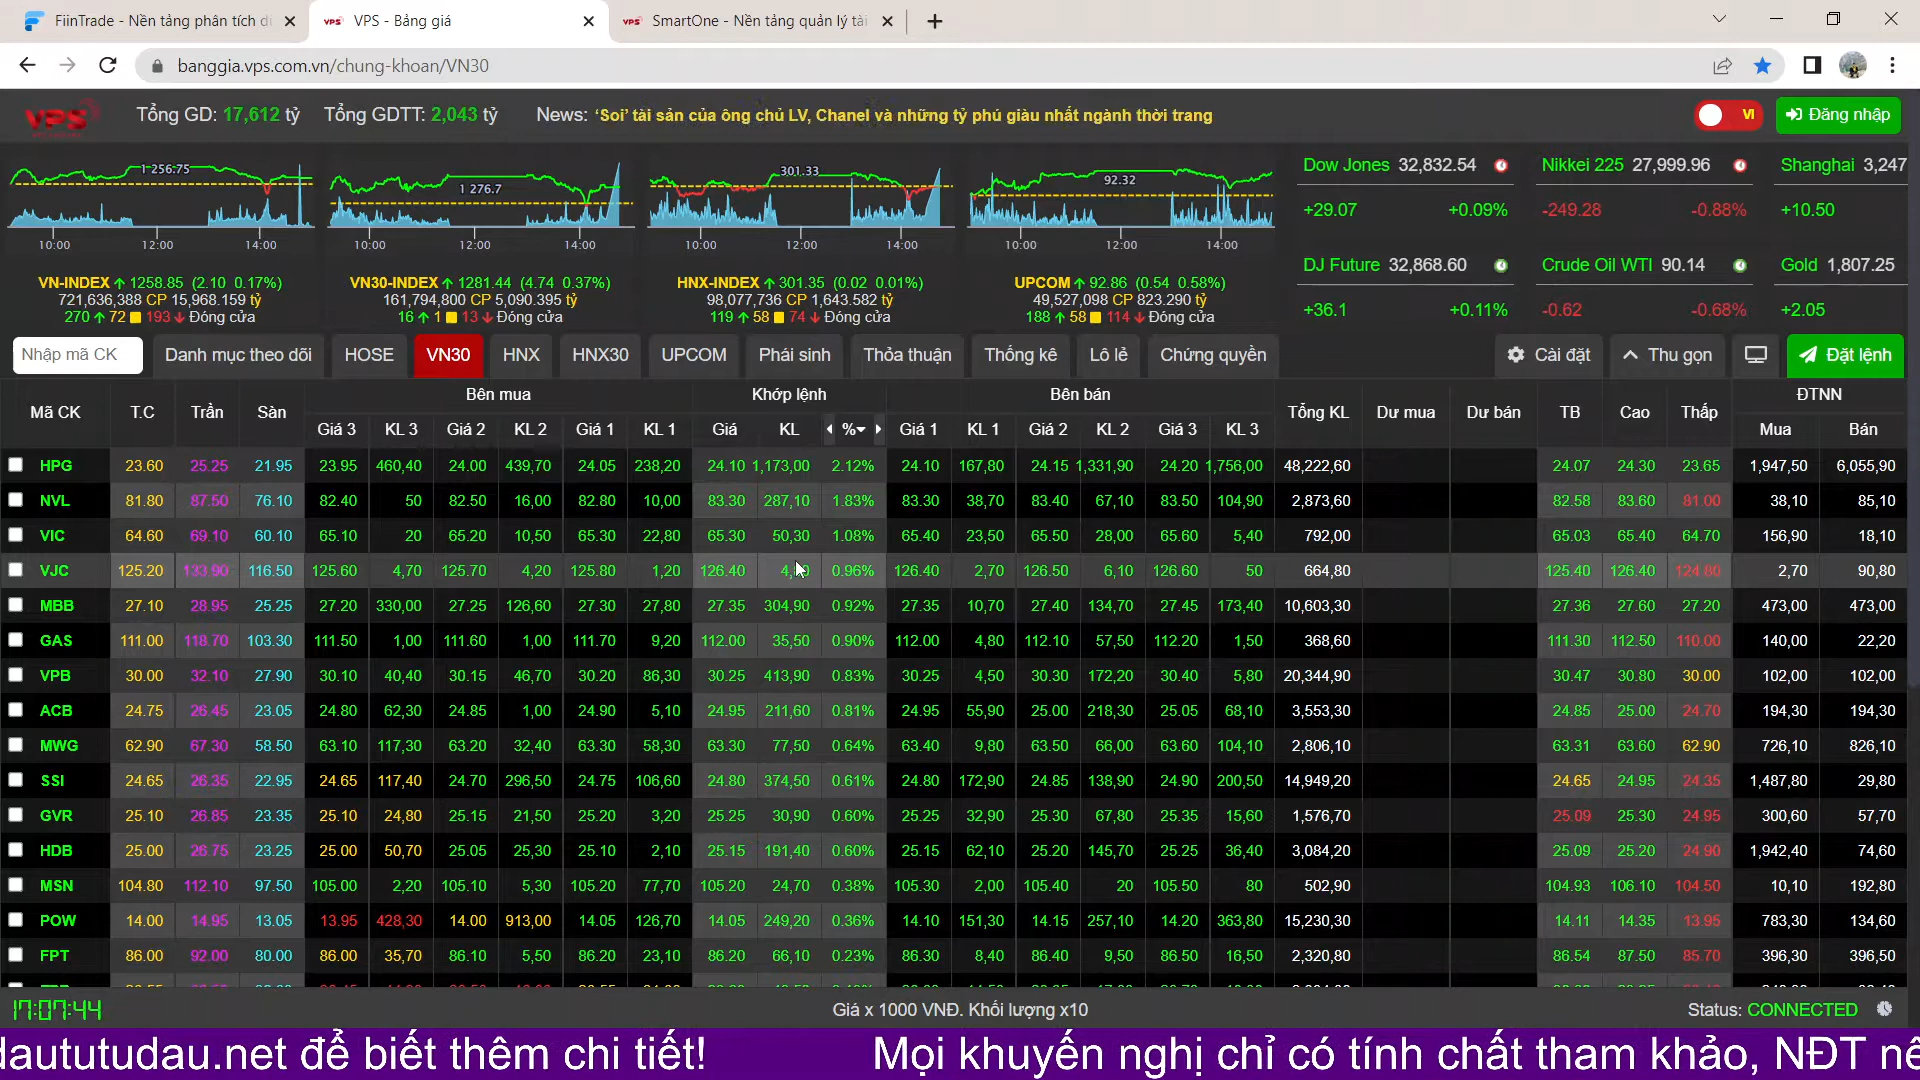 FiinTrade - Nền tảng phân tích d
VPS - Bảng giá
SmartOne - Nền tảng quản lý tài
banggia.vps.com.vn/chung-khoan/VN30
VPS
Tổng GD: 17,612 tỷ Tổng GDTT: 2,043 tỷ News: ‘Soi’ tài sản của ông chủ LV, Chanel và những tỷ phú giàu nhất ngành thời trang
VI Đăng nhập
1 256.75 1 276.7 301.33 92.32
10:00 12:00 14:00 10:00 12:00 14:00 10:00 12:00 14:00 10:00 12:00 14:00
Dow Jones 32,832.54 Nikkei 225 27,999.96 Shanghai 3,247
+29.07 +0.09% -249.28 -0.88% +10.50
DJ Future 32,868.60 Crude Oil WTI 90.14 Gold 1,807.25
+36.1 +0.11% -0.62 -0.68% +2.05
VN-INDEX 1258.85 (2.10 0.17%) VN30-INDEX 1281.44 (4.74 0.37%) HNX-INDEX 301.35 (0.02 0.01%) UPCOM 92.86 (0.54 0.58%)
721,636,388 CP 15,968.159 tỷ 161,794,800 CP 5,090.395 tỷ 98,077,736 CP 1,643.582 tỷ 49,527,098 CP 823.290 tỷ
270 72 193 Đóng cửa 16 1 13 Đóng cửa 119 58 74 Đóng cửa 188 58 114 Đóng cửa
Nhập mã CK Danh mục theo dõi HOSE VN30 HNX HNX30 UPCOM Phái sinh Thỏa thuận Thống kê Lô lẻ Chứng quyền Cài đặt Thu gọn Đặt lệnh
Mã CK T.C Trần Sàn Bên mua Khớp lệnh Bên bán Tổng KL Dư mua Dư bán TB Cao Thấp ĐTNN
Giá 3 KL 3 Giá 2 KL 2 Giá 1 KL 1 Giá KL % Giá 1 KL 1 Giá 2 KL 2 Giá 3 KL 3 Mua Bán
HPG 23.60 25.25 21.95 23.95 460,40 24.00 439,70 24.05 238,20 24.10 1,173,00 2.12% 24.10 167,80 24.15 1,331,90 24.20 1,756,00 48,222,60 24.07 24.30 23.65 1,947,50 6,055,90
NVL 81.80 87.50 76.10 82.40 50 82.50 16,00 82.80 10,00 83.30 287,10 1.83% 83.30 38,70 83.40 67,10 83.50 104,90 2,873,60 82.58 83.60 81.00 38,10 85,10
VIC 64.60 69.10 60.10 65.10 20 65.20 10,50 65.30 22,80 65.30 50,30 1.08% 65.40 23,50 65.50 28,00 65.60 5,40 792,00 65.03 65.40 64.70 156,90 18,10
VJC 125.20 133.90 116.50 125.60 4,70 125.70 4,20 125.80 1,20 126.40 0.96% 126.40 2,70 126.50 6,10 126.60 50 664,80 125.40 126.40 124.80 2,70 90,80
MBB 27.10 28.95 25.25 27.20 330,00 27.25 126,60 27.30 27,80 27.35 304,90 0.92% 27.35 10,70 27.40 134,70 27.45 173,40 10,603,30 27.36 27.60 27.20 473,00 473,00
GAS 111.00 118.70 103.30 111.50 1,00 111.60 1,00 111.70 9,20 112.00 35,50 0.90% 112.00 4,80 112.10 57,50 112.20 1,50 368,60 111.30 112.50 110.00 140,00 22,20
VPB 30.00 32.10 27.90 30.10 40,40 30.15 46,70 30.20 86,30 30.25 413,90 0.83% 30.25 4,50 30.30 172,20 30.40 5,80 20,344,90 30.47 30.80 30.00 102,00 102,00
ACB 24.75 26.45 23.05 24.80 62,30 24.85 1,00 24.90 5,10 24.95 211,60 0.81% 24.95 55,90 25.00 218,30 25.05 68,10 3,553,30 24.85 25.00 24.70 194,30 194,30
MWG 62.90 67.30 58.50 63.10 117,30 63.20 32,40 63.30 58,30 63.30 77,50 0.64% 63.40 9,80 63.50 66,00 63.60 104,10 2,806,10 63.31 63.60 62.90 726,10 826,10
SSI 24.65 26.35 22.95 24.65 117,40 24.70 296,50 24.75 106,60 24.80 374,50 0.61% 24.80 172,90 24.85 138,90 24.90 200,50 14,949,20 24.65 24.95 24.35 1,487,80 29,80
GVR 25.10 26.85 23.35 25.10 24,80 25.15 21,50 25.20 3,20 25.25 30,90 0.60% 25.25 32,90 25.30 67,80 25.35 15,60 1,576,70 25.09 25.30 24.95 300,60 57,70
HDB 25.00 26.75 23.25 25.00 50,70 25.05 25,30 25.10 2,10 25.15 191,40 0.60% 25.15 62,10 25.20 145,70 25.25 36,40 3,084,20 25.09 25.20 24.90 1,942,40 74,60
MSN 104.80 112.10 97.50 105.00 2,20 105.10 5,30 105.20 77,70 105.20 24,70 0.38% 105.30 2,00 105.40 20 105.50 80 502,90 104.93 106.10 104.50 10,10 192,80
POW 14.00 14.95 13.05 13.95 428,30 14.00 913,00 14.05 126,70 14.05 249,20 0.36% 14.10 151,30 14.15 257,10 14.20 363,80 15,230,30 14.11 14.35 13.95 783,30 134,60
FPT 86.00 92.00 80.00 86.00 35,70 86.10 5,50 86.20 23,10 86.20 66,10 0.23% 86.30 8,40 86.40 9,50 86.50 16,50 2,320,80 86.54 87.50 85.70 396,30 396,50
17:07:44 Giá x 1000 VNĐ. Khối lượng x10 Status: CONNECTED
dautututudau.net để biết thêm chi tiết! Mọi khuyến nghị chỉ có tính chất tham khảo, NĐT nê